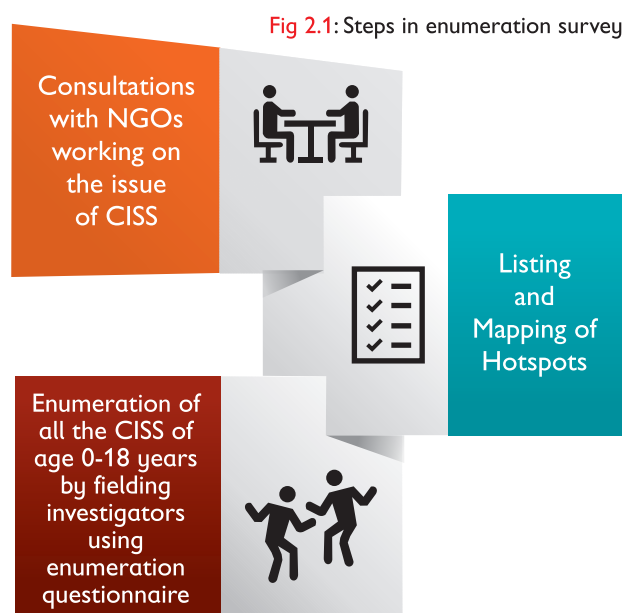 Fig 2.1: Steps in enumeration survey
Consultations
with NGOs
working on
the issue
of CISS
Listing
and
Mapping of
Hotspots
Enumeration of
all the CISS of
age 0-18 years
by fielding
investigators
using
enumeration
questionnaire